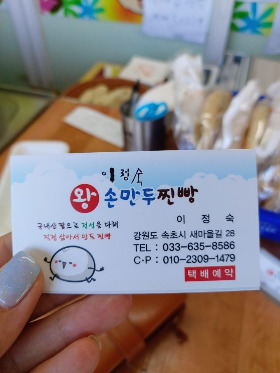 이정숙
왕 손만두찐빵
국내산 팥으로 정성을 다해
직접 삶아서 만든 찐빵
이 정 숙
강원도 속초시 새마을길 28
TEL : 033-635-8586
C·P : 010-2309-1479
택배예약